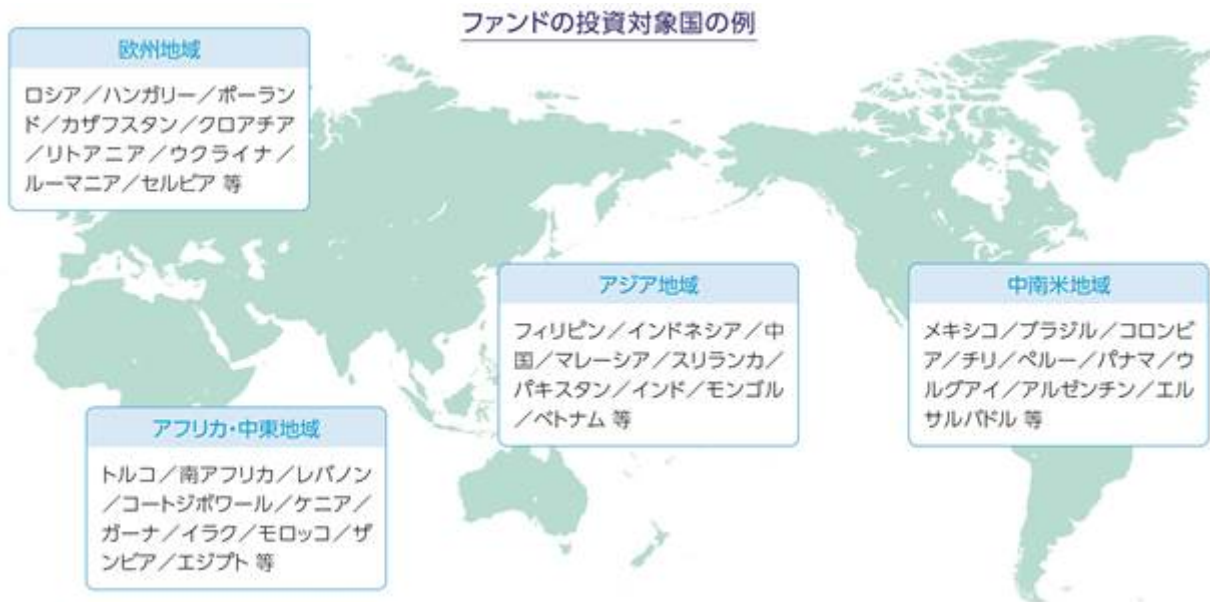 ファンドの投資対象国の例
欧州地域
ロシア／ハンガリー／ポーラン
ド／カザフスタン／クロアチア
／リトアニア／ウクライナ／
ルーマニア／セルビア 等
アジア地域
フィリピン／インドネシア／中
国／マレーシア／スリランカ／
パキスタン／インド／モンゴル
／ベトナム 等
中南米地域
メキシコ／ブラジル／コロンビ
ア／チリ／ペルー／パナマ／ウ
ルグアイ／アルゼンチン／エル
サルバドル 等
アフリカ・中東地域
トルコ／南アフリカ／レバノン
／コートジボワール／ケニア／
ガーナ／イラク／モロッコ／ザ
ンビア／エジプト 等